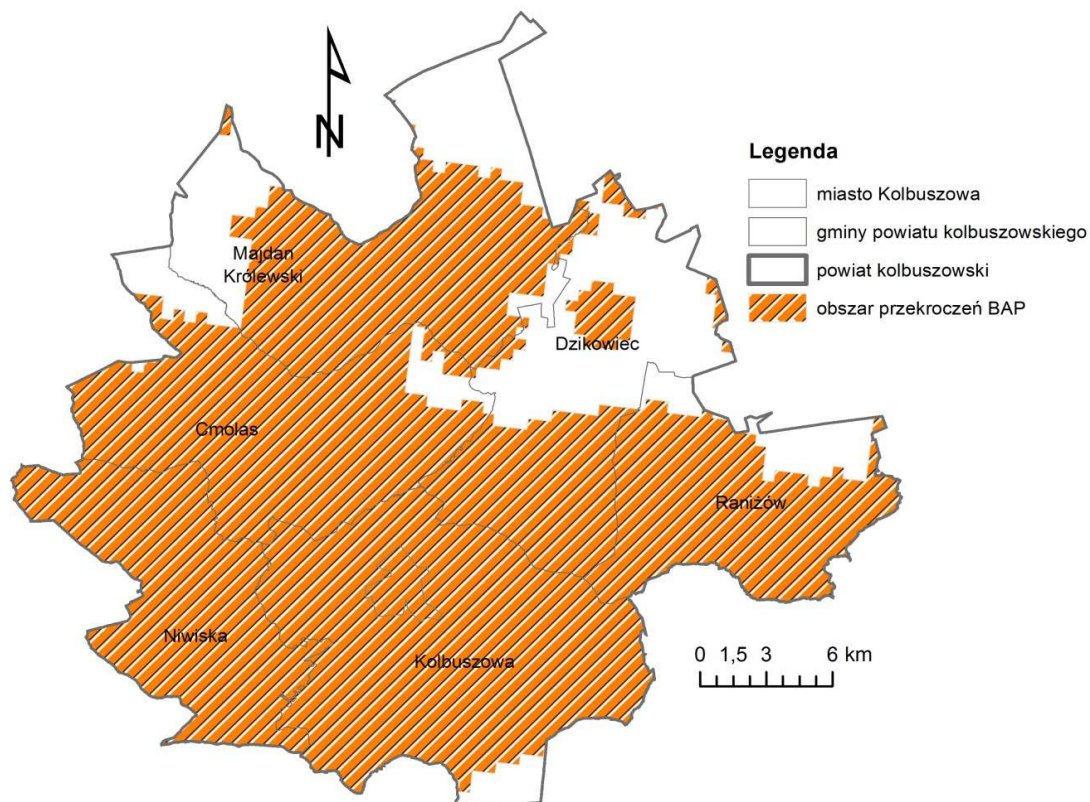 N
Legenda
miasto Kolbuszowa
gminy powiatu kolbuszowskiego
powiat kolbuszowski
obszar przekroczeń BAP
Majdan
Królewski
Dzikowiec
Cmolas
Raniżów
Niwiska
Kolbuszowa
0 1,5 3 6 km